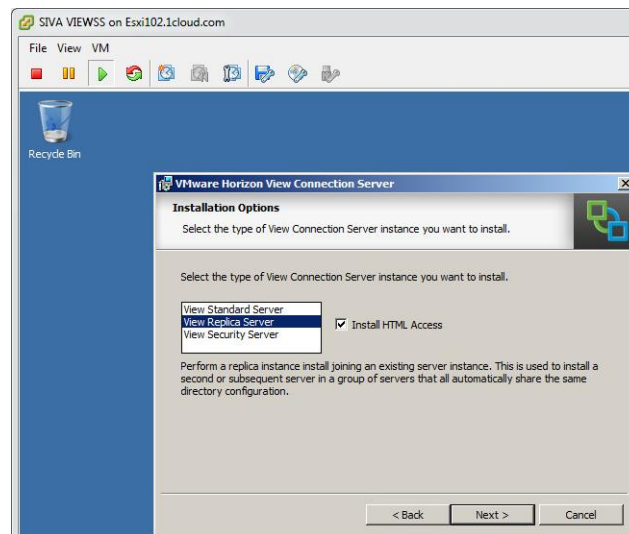 SIVA VIEWSS on Esxi102.1cloud.com
File View VM
Recycle Bin
VMware Horizon View Connection Server
Installation Options
Select the type of View Connection Server instance you want to install.
Select the type of View Connection Server instance you want to install.
View Standard Server
View Replica Server
View Security Server
Install HTML Access
Perform a replica instance install joining an existing server instance. This is used to install a
second or subsequent server in a group of servers that all automatically share the same
directory configuration.
< Back Next > Cancel